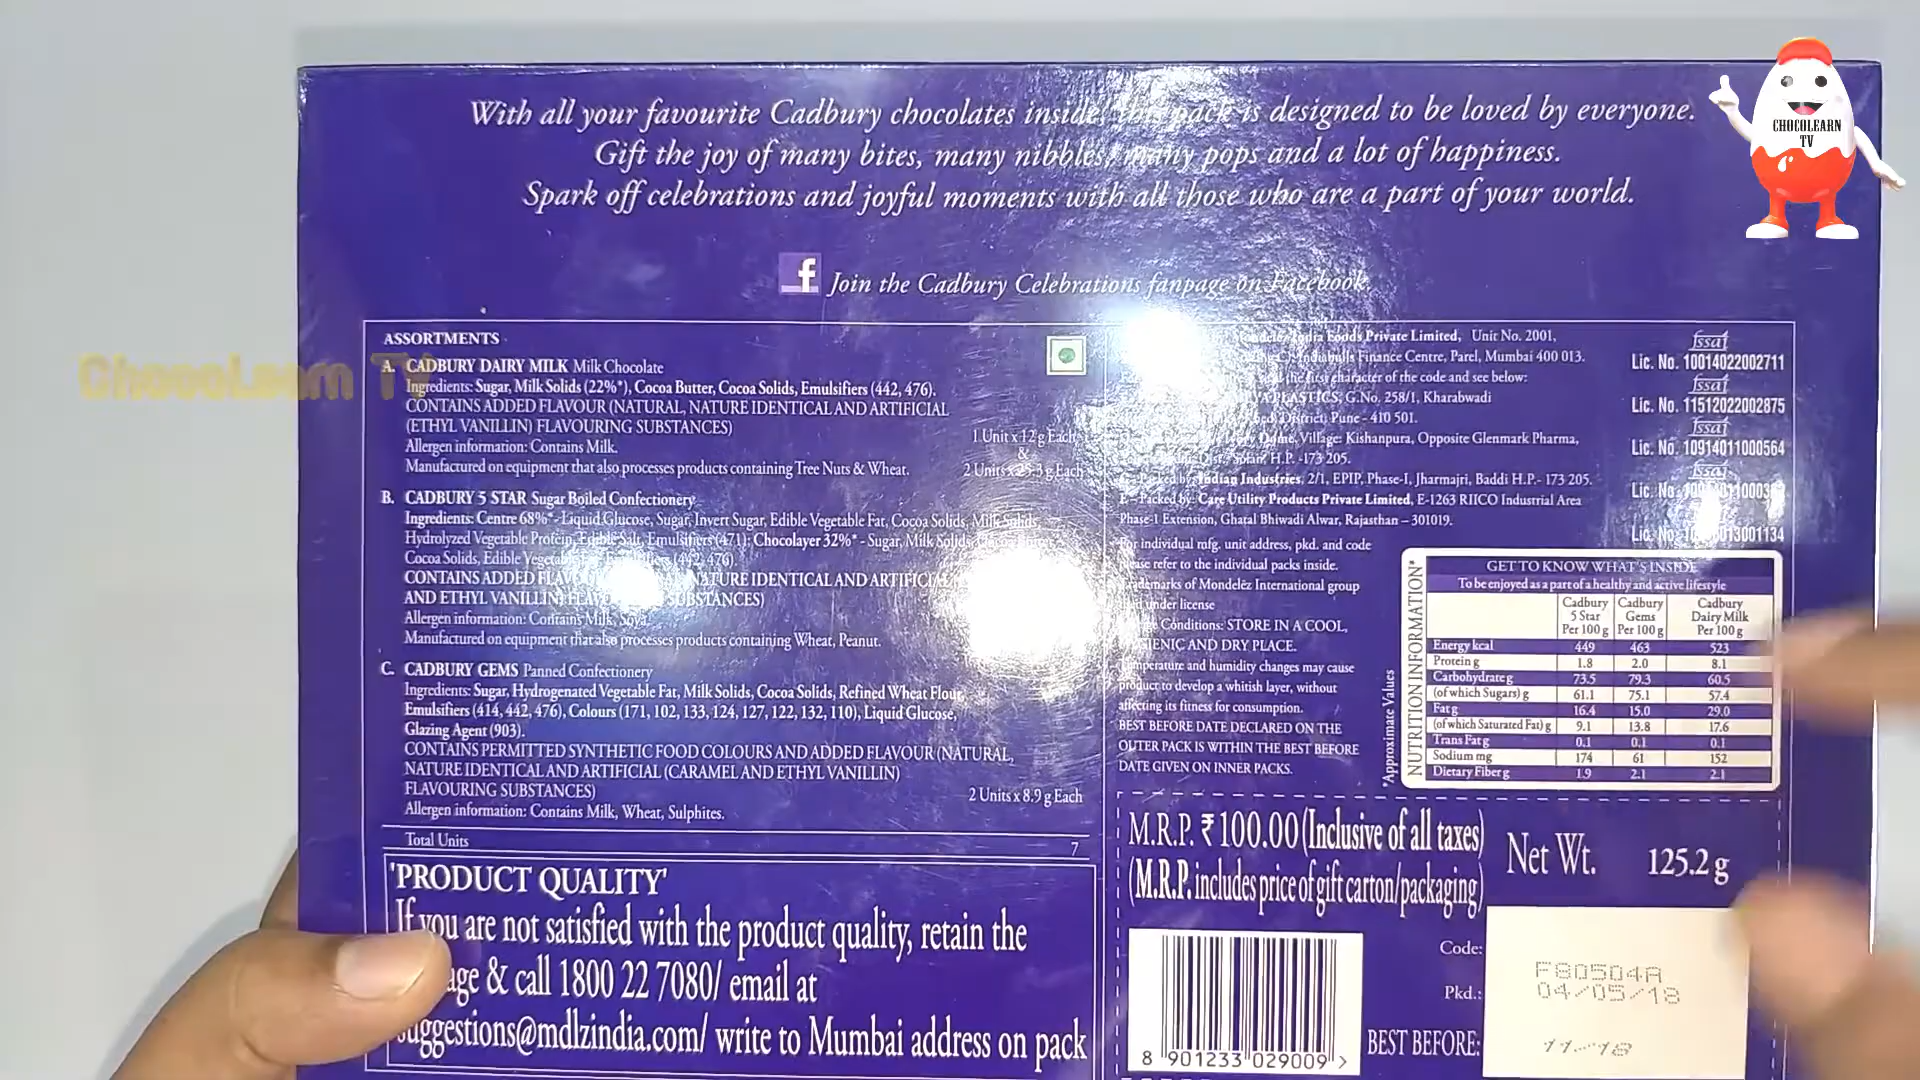 With all your favourite Cadbury chocolates inside, this pack is designed to be loved by everyone.
Gift the joy of many bites, many nibbles, many pops and a lot of happiness.
Spark off celebrations and joyful moments with all those who are a part of your world.
CHOCOLEARN
TV
f Join the Cadbury Celebrations fanpage on Facebook.
ChocoLearn TV
ASSORTMENTS
A. CADBURY DAIRY MILK Milk Chocolate
Ingredients: Sugar, Milk Solids (22%*), Cocoa Butter, Cocoa Solids, Emulsifiers (442, 476).
CONTAINS ADDED FLAVOUR (NATURAL, NATURE IDENTICAL AND ARTIFICIAL
(ETHYL VANILLIN) FLAVOURING SUBSTANCES)
1 Unit x 12 g Each
Allergen information: Contains Milk.
&
Manufactured on equipment that also processes products containing Tree Nuts & Wheat.
2 Units x 25.3 g Each
B. CADBURY 5 STAR Sugar Boiled Confectionery
Ingredients: Centre 68%* - Liquid Glucose, Sugar, Invert Sugar, Edible Vegetable Fat, Cocoa Solids, Milk Solids,
Hydrolyzed Vegetable Protein, Edible Salt, Emulsifiers (471); Chocolayer 32%* - Sugar, Milk Solids,
Cocoa Solids, Edible Vegetable (442, 476).
CONTAINS ADDED NATURE IDENTICAL AND ARTIFICIAL
AND ETHYL VANILLIN) SUBSTANCES)
Allergen information: Contains Milk, Soya.
Manufactured on equipment that also processes products containing Wheat, Peanut.
C. CADBURY GEMS Panned Confectionery
Ingredients: Sugar, Hydrogenated Vegetable Fat, Milk Solids, Cocoa Solids, Refined Wheat Flour,
Emulsifiers (414, 442, 476), Colours (171, 102, 133, 124, 127, 122, 132, 110), Liquid Glucose,
Glazing Agent (903).
CONTAINS PERMITTED SYNTHETIC FOOD COLOURS AND ADDED FLAVOUR (NATURAL,
NATURE IDENTICAL AND ARTIFICIAL (CARAMEL AND ETHYL VANILLIN)
FLAVOURING SUBSTANCES)
2 Units x 8.9 g Each
Allergen information: Contains Milk, Wheat, Sulphites.
Total Units 7
'PRODUCT QUALITY'
If you are not satisfied with the product quality, retain the
& call 1800 22 7080/ email at
suggestions@mdlzindia.com/ write to Mumbai address on pack
India Foods Private Limited, Unit No. 2001,
Indiabulls Finance Centre, Parel, Mumbai 400 013.
the first character of the code and see below:
PLASTICS, G.No. 258/1, Kharabwadi
District, Pune - 410 501.
Village: Kishanpura, Opposite Glenmark Pharma,
Solan, H.P. -173 205.
Packed by: Indian Industries, 2/1, EPIP, Phase-I, Jharmajri, Baddi H.P.- 173 205.
E - Packed by: Care Utility Products Private Limited, E-1263 RIICO Industrial Area
Phase-1 Extension, Ghatal Bhiwadi Alwar, Rajasthan – 301019.
fssai
Lic. No. 10014022002711
fssai
Lic. No. 11512022002875
fssai
Lic. No. 10914011000564
fssai
Lic. No.
Lic. No.
For individual mfg. unit address, pkd. and code
please refer to the individual packs inside.
Trademarks of Mondelez International group
under license
Conditions: STORE IN A COOL,
HYGIENIC AND DRY PLACE.
Temperature and humidity changes may cause
product to develop a whitish layer, without
affecting its fitness for consumption.
BEST BEFORE DATE DECLARED ON THE
OUTER PACK IS WITHIN THE BEST BEFORE
DATE GIVEN ON INNER PACKS.
*Approximate Values
NUTRITION INFORMATION*
GET TO KNOW WHAT'S INSIDE
To be enjoyed as a part of a healthy and active lifestyle
Cadbury 5 Star Per 100 g Cadbury Gems Per 100 g Cadbury Dairy Milk Per 100 g
Energy kcal 449 463 523
Protein g 1.8 2.0 8.1
Carbohydrate g 73.5 79.3 60.5
(of which Sugars) g 61.1 75.1 57.4
Fat g 16.4 15.0 29.0
(of which Saturated Fat) g 9.1 13.8 17.6
Trans Fat g 0.1 0.1 0.1
Sodium mg 174 61 152
Dietary Fiber g 1.9 2.1 2.1
M.R.P. ₹ 100.00 (Inclusive of all taxes)
(M.R.P. includes price of gift carton/packaging)
Net Wt. 125.2 g
Code: F80504A
Pkd.: 04/05/18
BEST BEFORE: 11/18
8 901233 029009 >